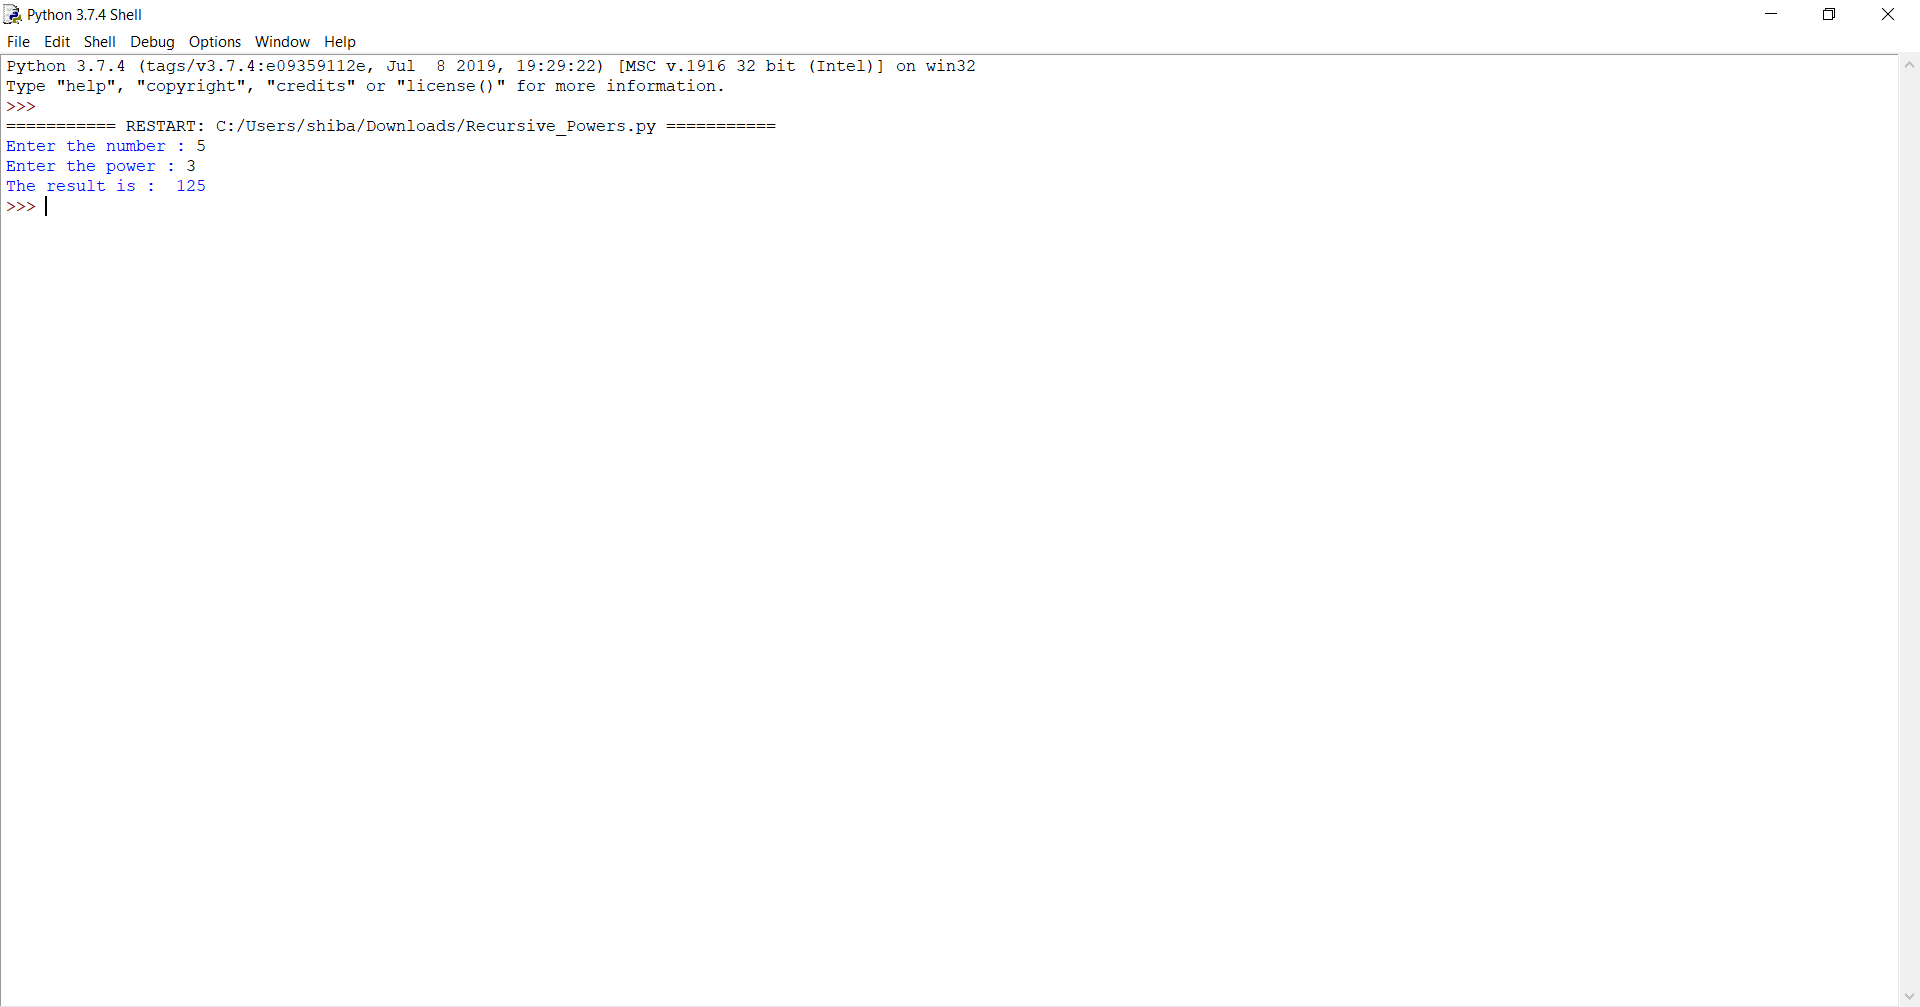 Python 3.7.4 Shell
File Edit Shell Debug Options Window Help
Python 3.7.4 (tags/v3.7.4:e09359112e, Jul  8 2019, 19:29:22) [MSC v.1916 32 bit (Intel)] on win32
Type "help", "copyright", "credits" or "license()" for more information.
>>>
=========== RESTART: C:/Users/shiba/Downloads/Recursive_Powers.py ===========
Enter the number : 5
Enter the power : 3
The result is :  125
>>>